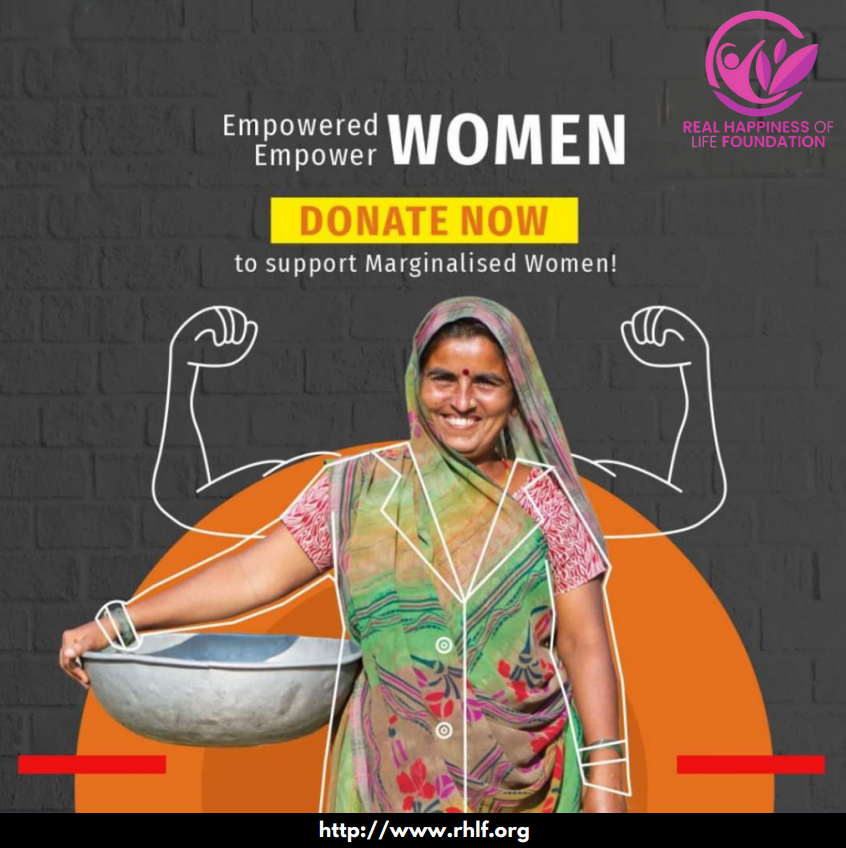 REAL HAPPINESS OF
LIFE FOUNDATION
Empowered
Empower WOMEN
DONATE NOW
to support Marginalised Women!
http://www.rhlf.org